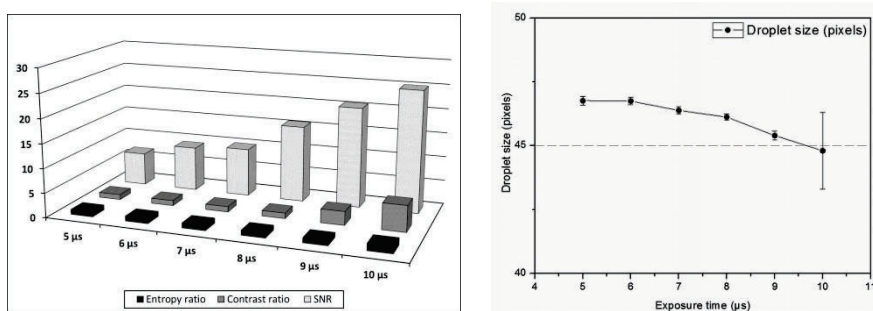 30
25
20
15
10
5
0
5 µs
6 µs
7 µs
8 µs
9 µs
10 µs
Entropy ratio
Contrast ratio
SNR
50
45
40
Droplet size (pixels)
Droplet size (pixels)
4
5
6
7
8
9
10
11
Exposure time (µs)